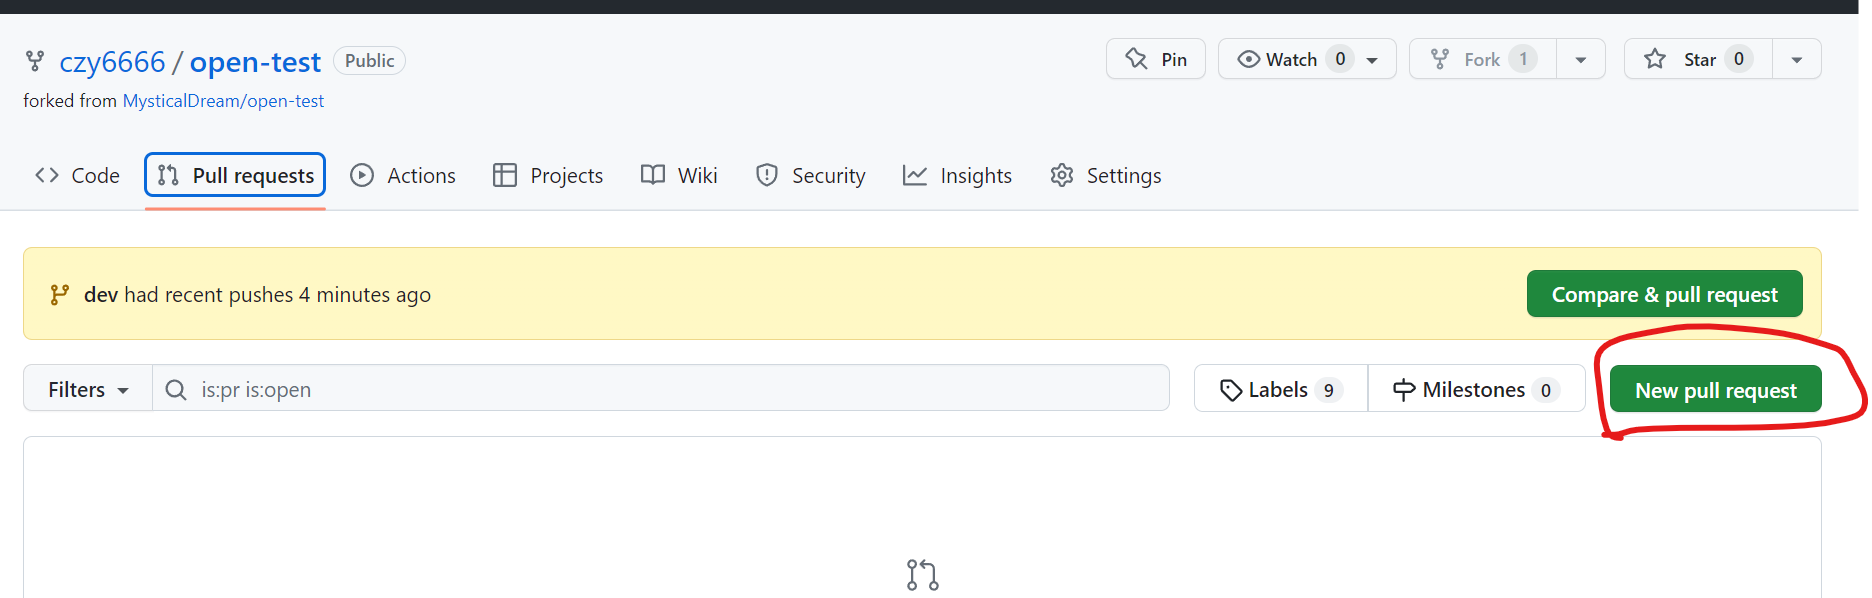 czy6666 / open-test Public
Pin
Watch 0
Fork 1
Star 0
forked from MysticalDream/open-test
Code
Pull requests
Actions
Projects
Wiki
Security
Insights
Settings
dev had recent pushes 4 minutes ago
Compare & pull request
Filters
is:pr is:open
Labels 9
Milestones 0
New pull request